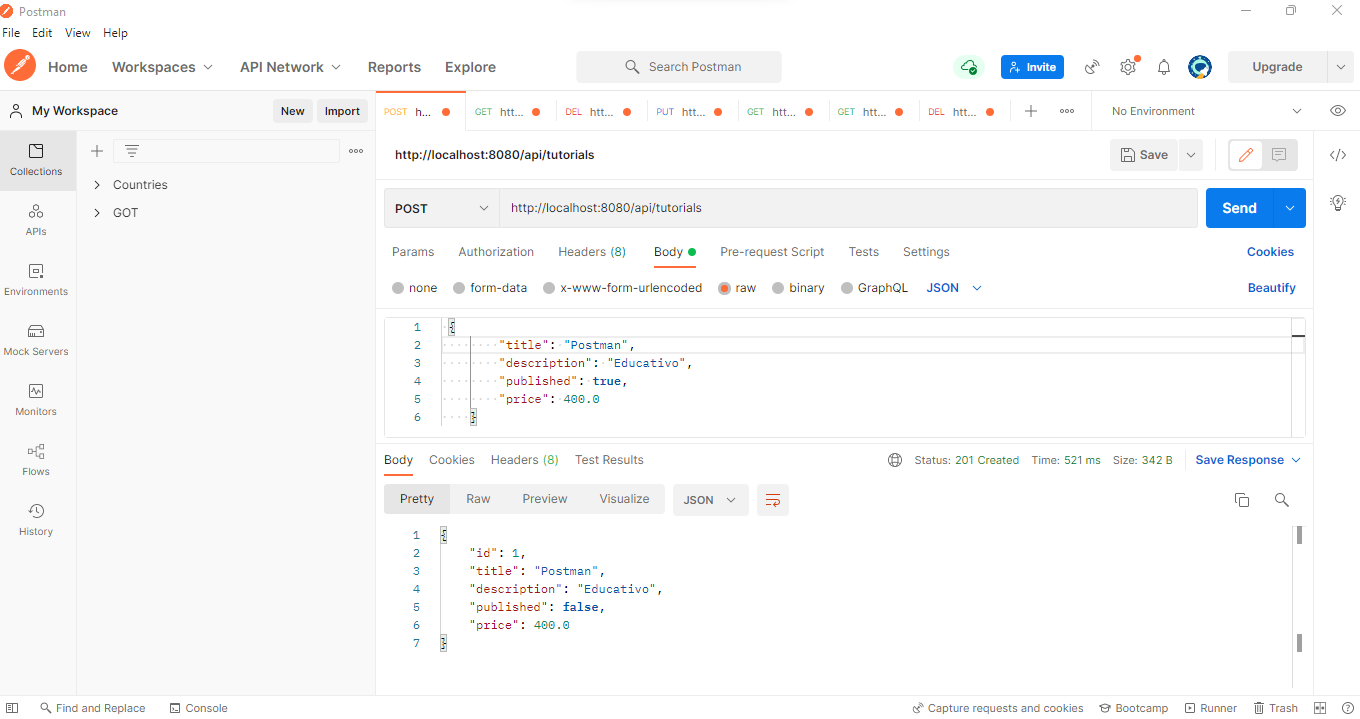 Postman
File Edit View Help
Home Workspaces API Network Reports Explore Search Postman Invite Upgrade
My Workspace New Import POST h... GET htt... DEL htt... PUT htt... GET htt... GET htt... DEL htt... No Environment
Collections
APIs
Environments
Mock Servers
Monitors
Flows
History
Countries
GOT
http://localhost:8080/api/tutorials Save
POST http://localhost:8080/api/tutorials Send
Params Authorization Headers (8) Body Pre-request Script Tests Settings Cookies
none form-data x-www-form-urlencoded raw binary GraphQL JSON Beautify
1 {
2 "title": "Postman",
3 "description": "Educativo",
4 "published": true,
5 "price": 400.0
6 }
Body Cookies Headers (8) Test Results Status: 201 Created Time: 521 ms Size: 342 B Save Response
Pretty Raw Preview Visualize JSON
1 {
2 "id": 1,
3 "title": "Postman",
4 "description": "Educativo",
5 "published": false,
6 "price": 400.0
7 }
Find and Replace Console Capture requests and cookies Bootcamp Runner Trash